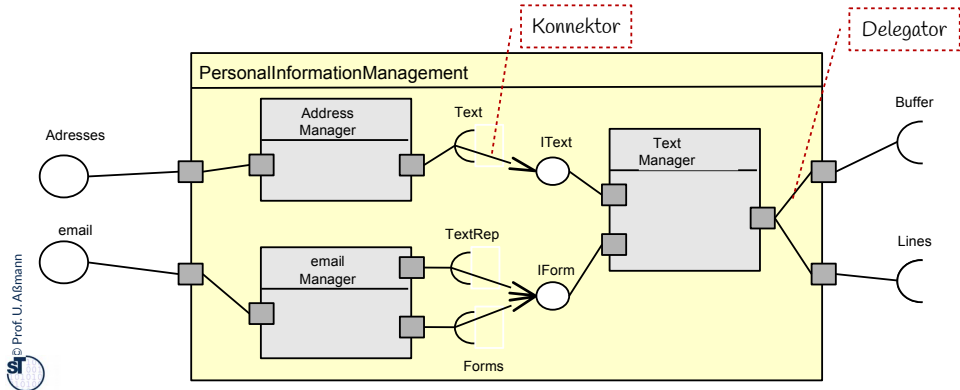 Konnektor
Delegator
PersonalInformationManagement
Adresses
Address
Manager
Text
IText
Text
Manager
Buffer
email
email
Manager
TextRep
IForm
Forms
Lines
© Prof. U. Aßmann
ST